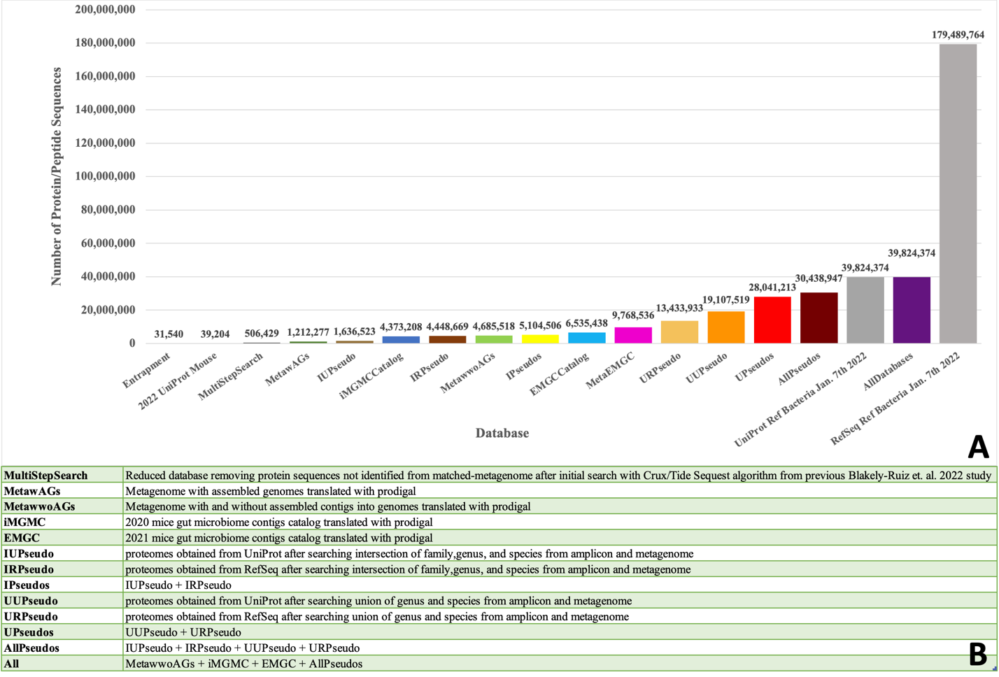 200,000,000
180,000,000
160,000,000
140,000,000
120,000,000
100,000,000
80,000,000
60,000,000
40,000,000
20,000,000
0
Number of Protein/Peptide Sequences
31,540
39,204
506,429
1,212,277
1,636,523
4,373,208
4,448,669
4,685,518
5,104,506
6,535,438
9,768,536
13,433,933
19,107,519
28,041,213
30,438,947
39,824,374
39,824,374
179,489,764
Entrapment
2022 UniProt Mouse
MultiStepSearch
MetawAGs
IUPseudo
iMGMCCatalog
IRPseudo
MetawwoAGs
IPseudos
EMGCCatalog
MetaEMGC
URPseudo
UUPseudo
UPseudos
AllPseudos
UniProt Ref Bacteria Jan. 7th 2022
AllDatabases
RefSeq Ref Bacteria Jan. 7th 2022
Database
A
MultiStepSearch Reduced database removing protein sequences not identified from matched-metagenome after initial search with Crux/Tide Sequest algorithm from previous Blakely-Ruiz et. al. 2022 study
MetawAGs Metagenome with assembled genomes translated with prodigal
MetawwoAGs Metagenome with and without assembled contigs into genomes translated with prodigal
iMGMC 2020 mice gut microbiome contigs catalog translated with prodigal
EMGC 2021 mice gut microbiome contigs catalog translated with prodigal
IUPseudo proteomes obtained from UniProt after searching intersection of family,genus, and species from amplicon and metagenome
IRPseudo proteomes obtained from RefSeq after searching intersection of family,genus, and species from amplicon and metagenome
IPseudos IUPseudo + IRPseudo
UUPseudo proteomes obtained from UniProt after searching union of genus and species from amplicon and metagenome
URPseudo proteomes obtained from RefSeq after searching union of genus and species from amplicon and metagenome
UPseudos UUPseudo + URPseudo
AllPseudos IUPseudo + IRPseudo + UUPseudo + URPseudo
All MetawwoAGs + iMGMC + EMGC + AllPseudos
B